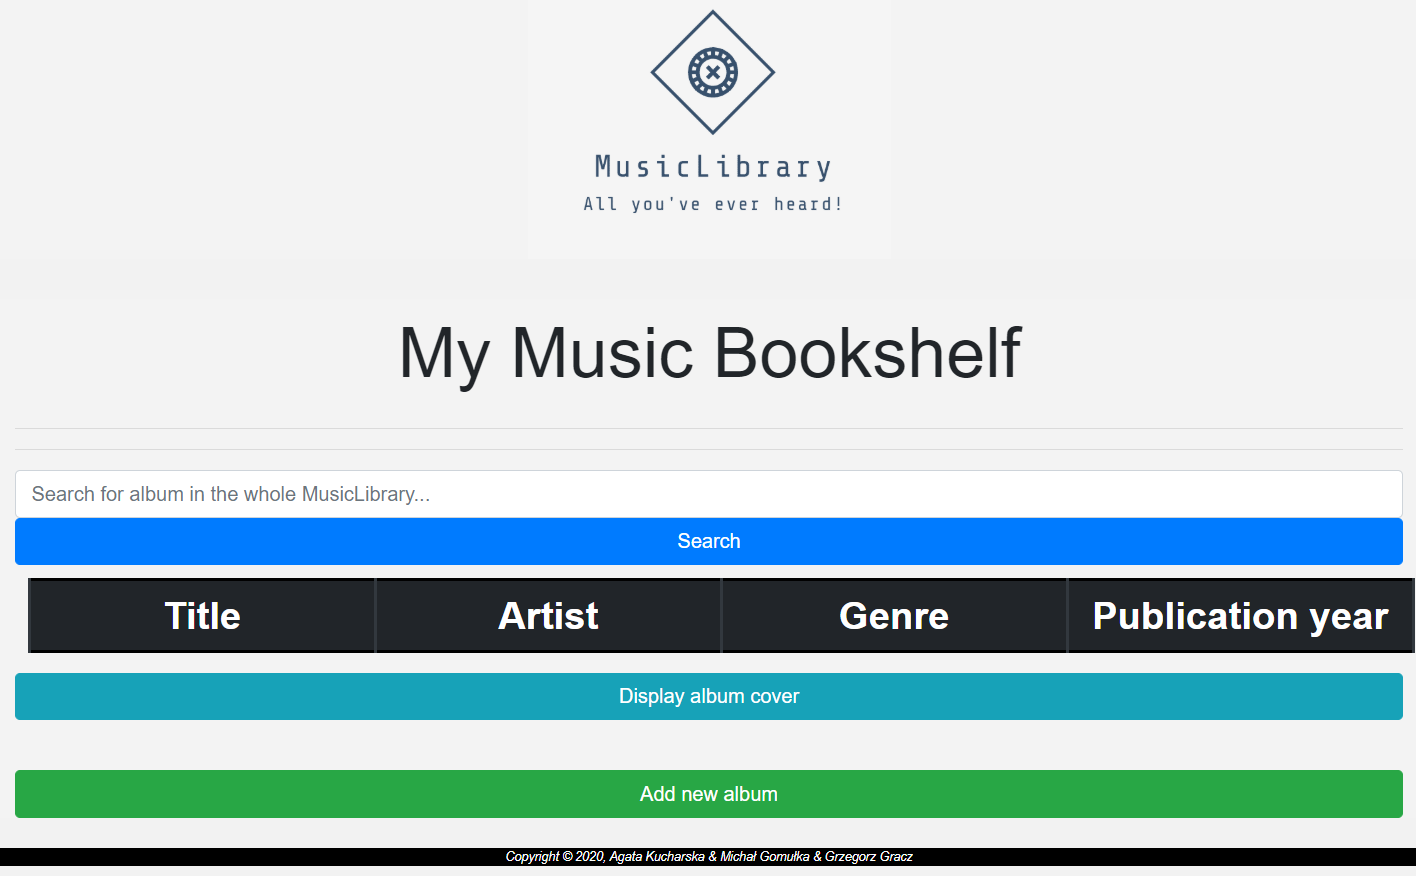 MusicLibrary
All you've ever heard!
My Music Bookshelf
Search for album in the whole MusicLibrary...
Search
Title Artist Genre Publication year
Display album cover
Add new album
Copyright © 2020, Agata Kucharska & Michał Gomułka & Grzegorz Gracz